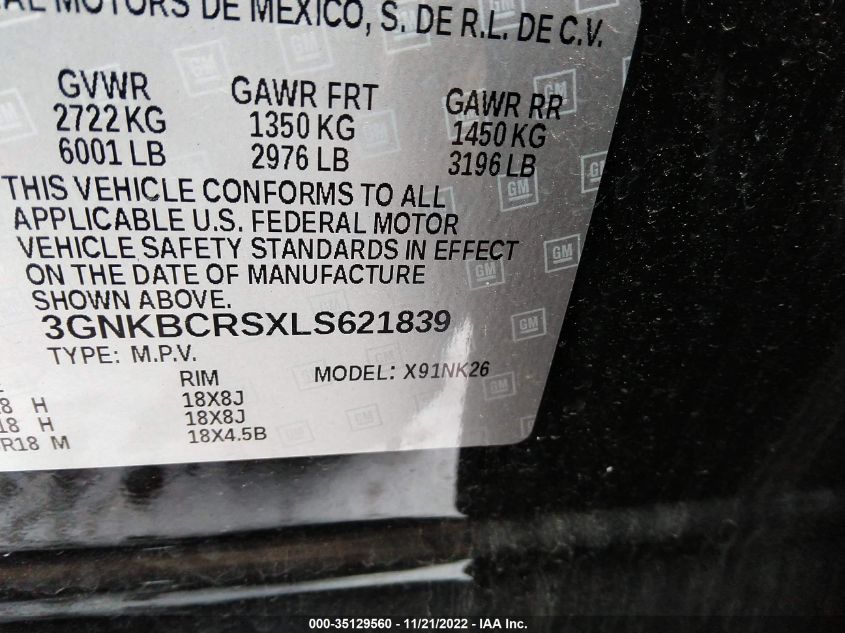 MOTORS DE MEXICO, S. DE R.L. DE C.V.
GVWR GAWR FRT GAWR RR
2722 KG 1350 KG 1450 KG
6001 LB 2976 LB 3196 LB
THIS VEHICLE CONFORMS TO ALL
APPLICABLE U.S. FEDERAL MOTOR
VEHICLE SAFETY STANDARDS IN EFFECT
ON THE DATE OF MANUFACTURE
SHOWN ABOVE.
3GNKBCRSXLS621839
TYPE: M.P.V. MODEL: X91NK26
RIM
H 18X8J
18 H 18X8J
R18 M 18X4.5B
000-35129560 - 11/21/2022 - IAA Inc.